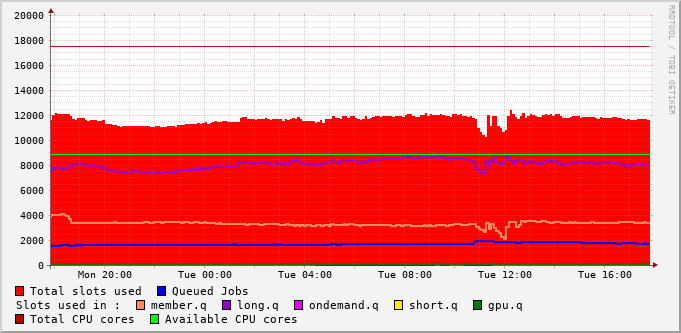 RRDTOOL / TOBI OETIKER
20000
18000
16000
14000
12000
10000
8000
6000
4000
2000
0
Mon 20:00 Tue 00:00 Tue 04:00 Tue 08:00 Tue 12:00 Tue 16:00
Total slots used Queued Jobs
Slots used in : member.q long.q ondemand.q short.q gpu.q
Total CPU cores Available CPU cores